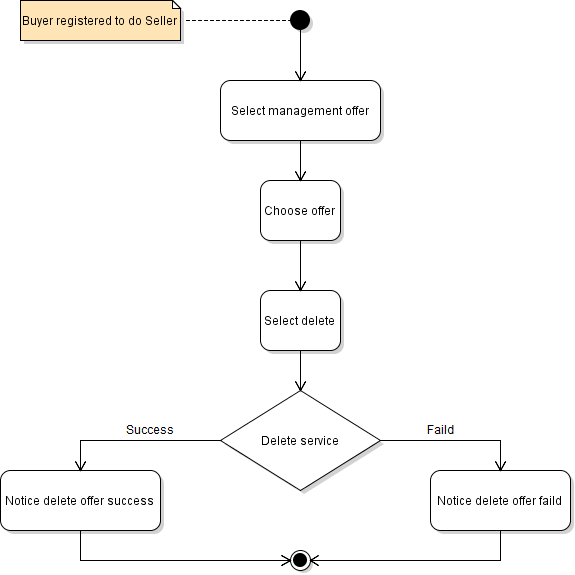 Buyer registered to do Seller
Select management offer
Choose offer
Select delete
Delete service
Success
Faild
Notice delete offer success
Notice delete offer faild